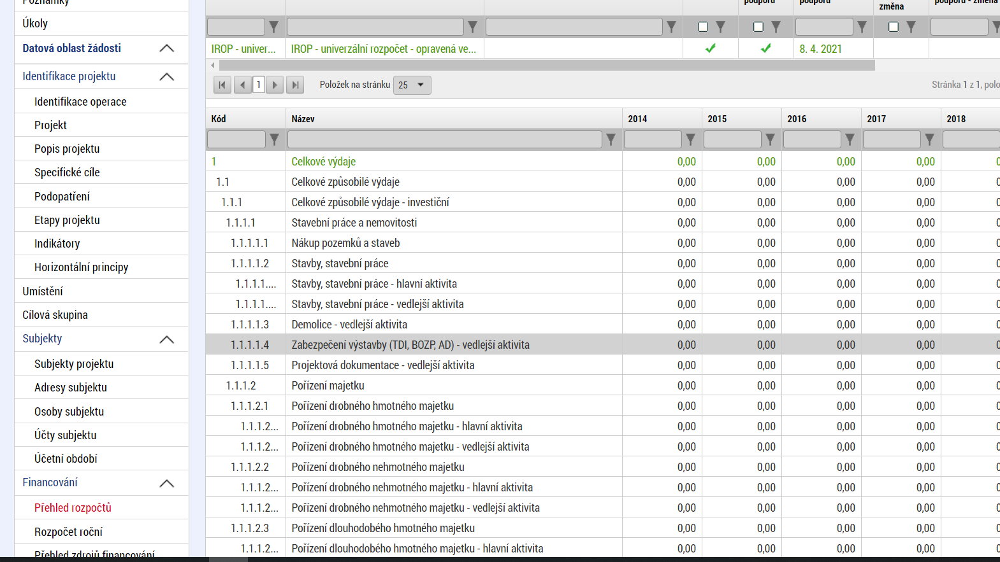 Poznámky
Úkoly
Datová oblast žádosti
Identifikace projektu
Identifikace operace
Projekt
Popis projektu
Specifické cíle
Podopatření
Etapy projektu
Indikátory
Horizontální principy
Umístění
Cílová skupina
Subjekty
Subjekty projektu
Adresy subjektu
Osoby subjektu
Účty subjektu
Účetní období
Financování
Přehled rozpočtů
Rozpočet roční
Přehled zdrojů financování
podporu podporu změna podporu - změna
IROP - univer... IROP - univerzální rozpočet - opravená ve... 8. 4. 2021
1 Položek na stránku 25 Stránka 1 z 1, polo
Kód Název 2014 2015 2016 2017 2018
1 Celkové výdaje 0,00 0,00 0,00 0,00 0
1.1 Celkové způsobilé výdaje 0,00 0,00 0,00 0,00 0
1.1.1 Celkové způsobilé výdaje - investiční 0,00 0,00 0,00 0,00 0
1.1.1.1 Stavební práce a nemovitosti 0,00 0,00 0,00 0,00 0
1.1.1.1.1 Nákup pozemků a staveb 0,00 0,00 0,00 0,00 0
1.1.1.1.2 Stavby, stavební práce 0,00 0,00 0,00 0,00 0
1.1.1.1.... Stavby, stavební práce - hlavní aktivita 0,00 0,00 0,00 0,00 0
1.1.1.1.... Stavby, stavební práce - vedlejší aktivita 0,00 0,00 0,00 0,00 0
1.1.1.1.3 Demolice - vedlejší aktivita 0,00 0,00 0,00 0,00 0
1.1.1.1.4 Zabezpečení výstavby (TDI, BOZP, AD) - vedlejší aktivita 0,00 0,00 0,00 0,00 0
1.1.1.1.5 Projektová dokumentace - vedlejší aktivita 0,00 0,00 0,00 0,00 0
1.1.1.2 Pořízení majetku 0,00 0,00 0,00 0,00 0
1.1.1.2.1 Pořízení drobného hmotného majetku 0,00 0,00 0,00 0,00 0
1.1.1.2... Pořízení drobného hmotného majetku - hlavní aktivita 0,00 0,00 0,00 0,00 0
1.1.1.2... Pořízení drobného hmotného majetku - vedlejší aktivita 0,00 0,00 0,00 0,00 0
1.1.1.2.2 Pořízení drobného nehmotného majetku 0,00 0,00 0,00 0,00 0
1.1.1.2... Pořízení drobného nehmotného majetku - hlavní aktivita 0,00 0,00 0,00 0,00 0
1.1.1.2... Pořízení drobného nehmotného majetku - vedlejší aktivita 0,00 0,00 0,00 0,00 0
1.1.1.2.3 Pořízení dlouhodobého hmotného majetku 0,00 0,00 0,00 0,00 0
1.1.1.2... Pořízení dlouhodobého hmotného majetku - hlavní aktivita 0,00 0,00 0,00 0,00 0